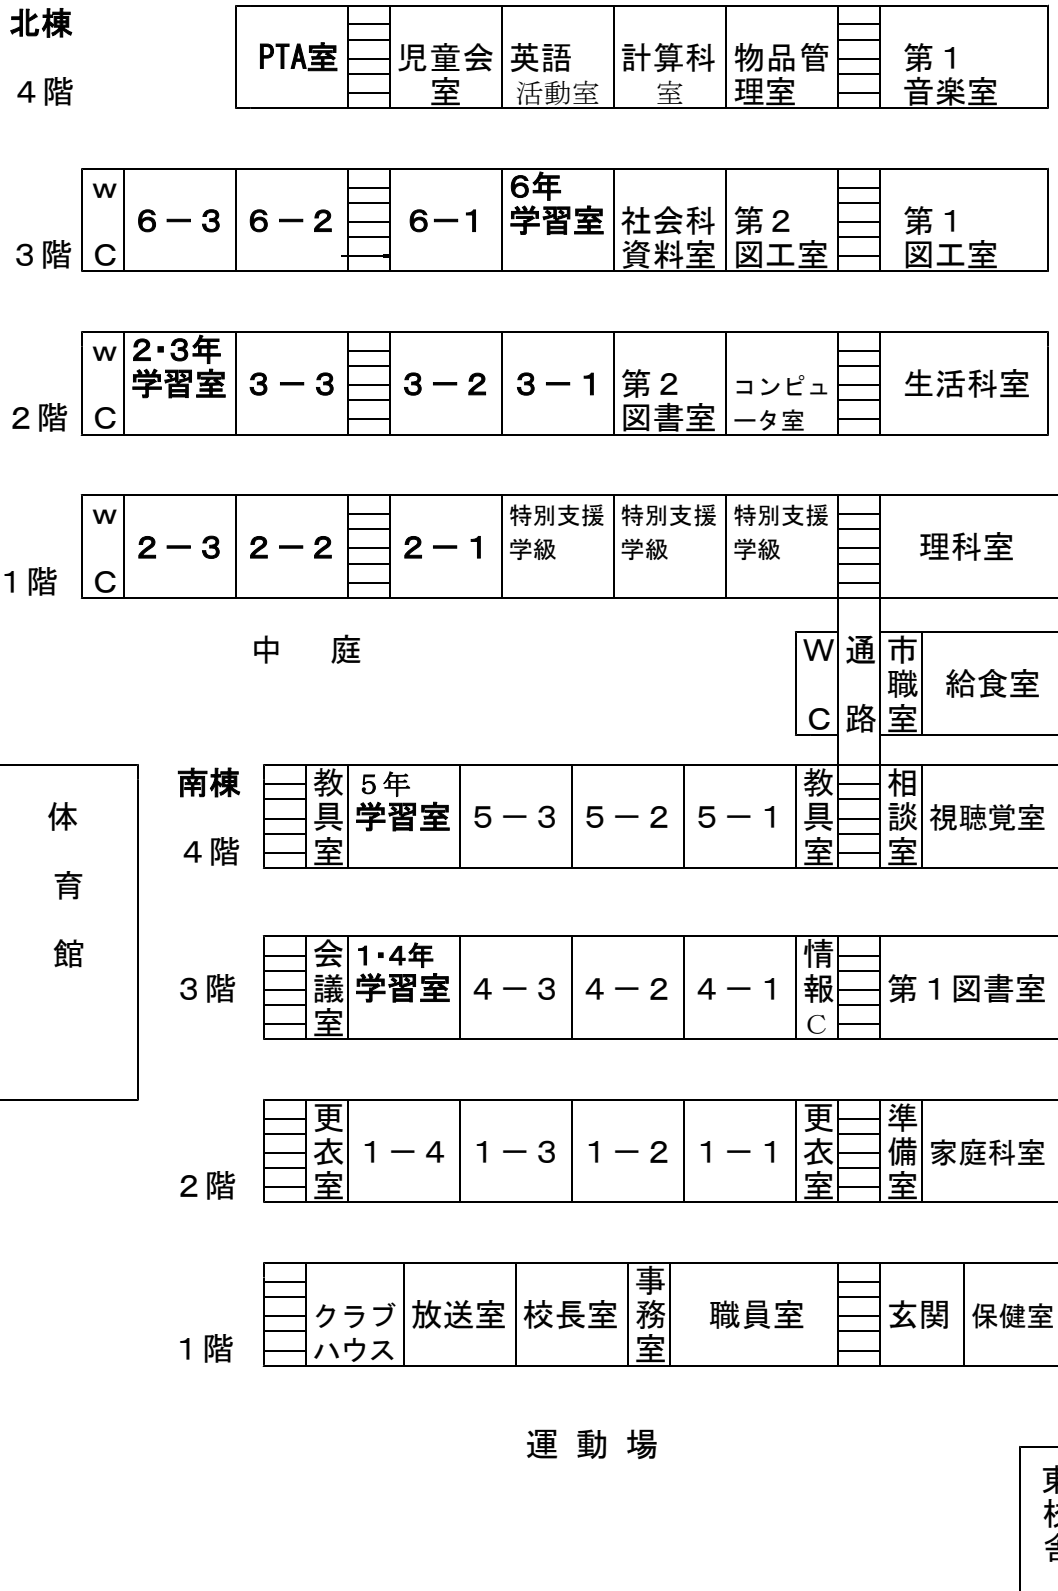 北棟
PTA室 児童会 英語 計算科 物品管 第１
４階 室 活動室 室 理室 音楽室
W 6年
６－３ ６－２ ６－１ 学習室 社会科 第２ 第１
３階 C 資料室 図工室 図工室
W 2・3年
学習室 ３－３ ３－２ ３－１ 第２ コンピュ 生活科室
２階 C 図書室 ータ室
W 特別支援 特別支援 特別支援
２－３ ２－２ ２－１ 学級 学級 学級 理科室
１階 C
中 庭
WC 通路 市職室 給食室
体育館
南棟
教具室 ５年 教具室 相談室
学習室 ５－３ ５－２ ５－１ 視聴覚室
４階
会議室 1・4年 情報C
３階 学習室 ４－３ ４－２ ４－１ 第１図書室
更衣室 １－４ １－３ １－２ １－１ 更衣室 準備室 家庭科室
２階
クラブ 放送室 校長室 事務室 職員室 玄関 保健室
１階 ハウス
運 動 場
東校舎